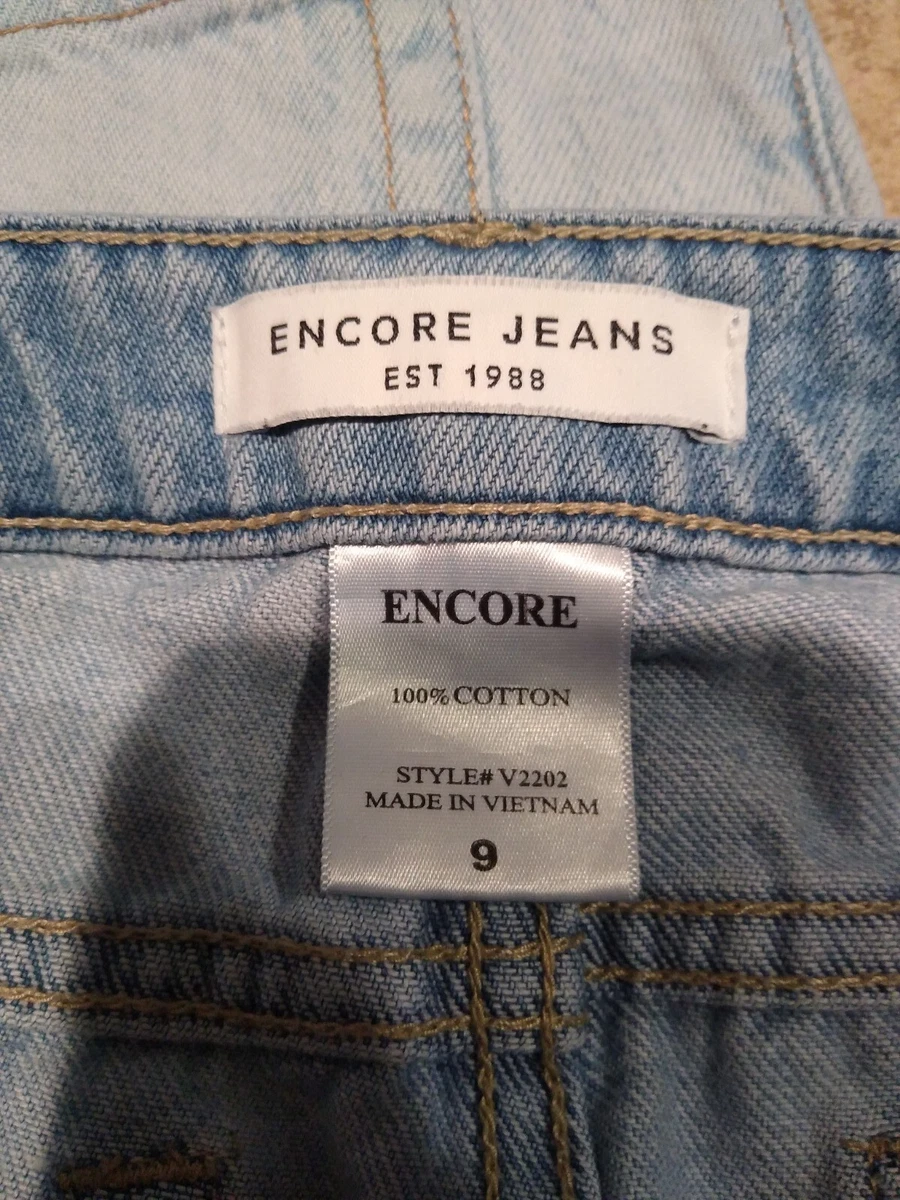 ENCORE JEANS
EST 1988
ENCORE
100% COTTON
STYLE# V2202
MADE IN VIETNAM
9